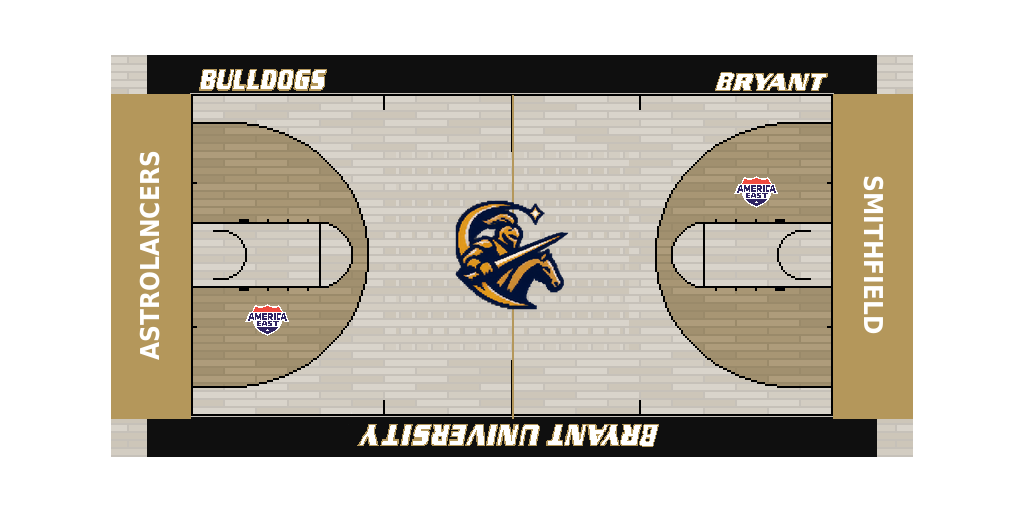 BULLDOGS
BRYANT
ASTROLANCERS
SMITHFIELD
AMERICA
EAST
AMERICA
EAST
BRYANT UNIVERSITY